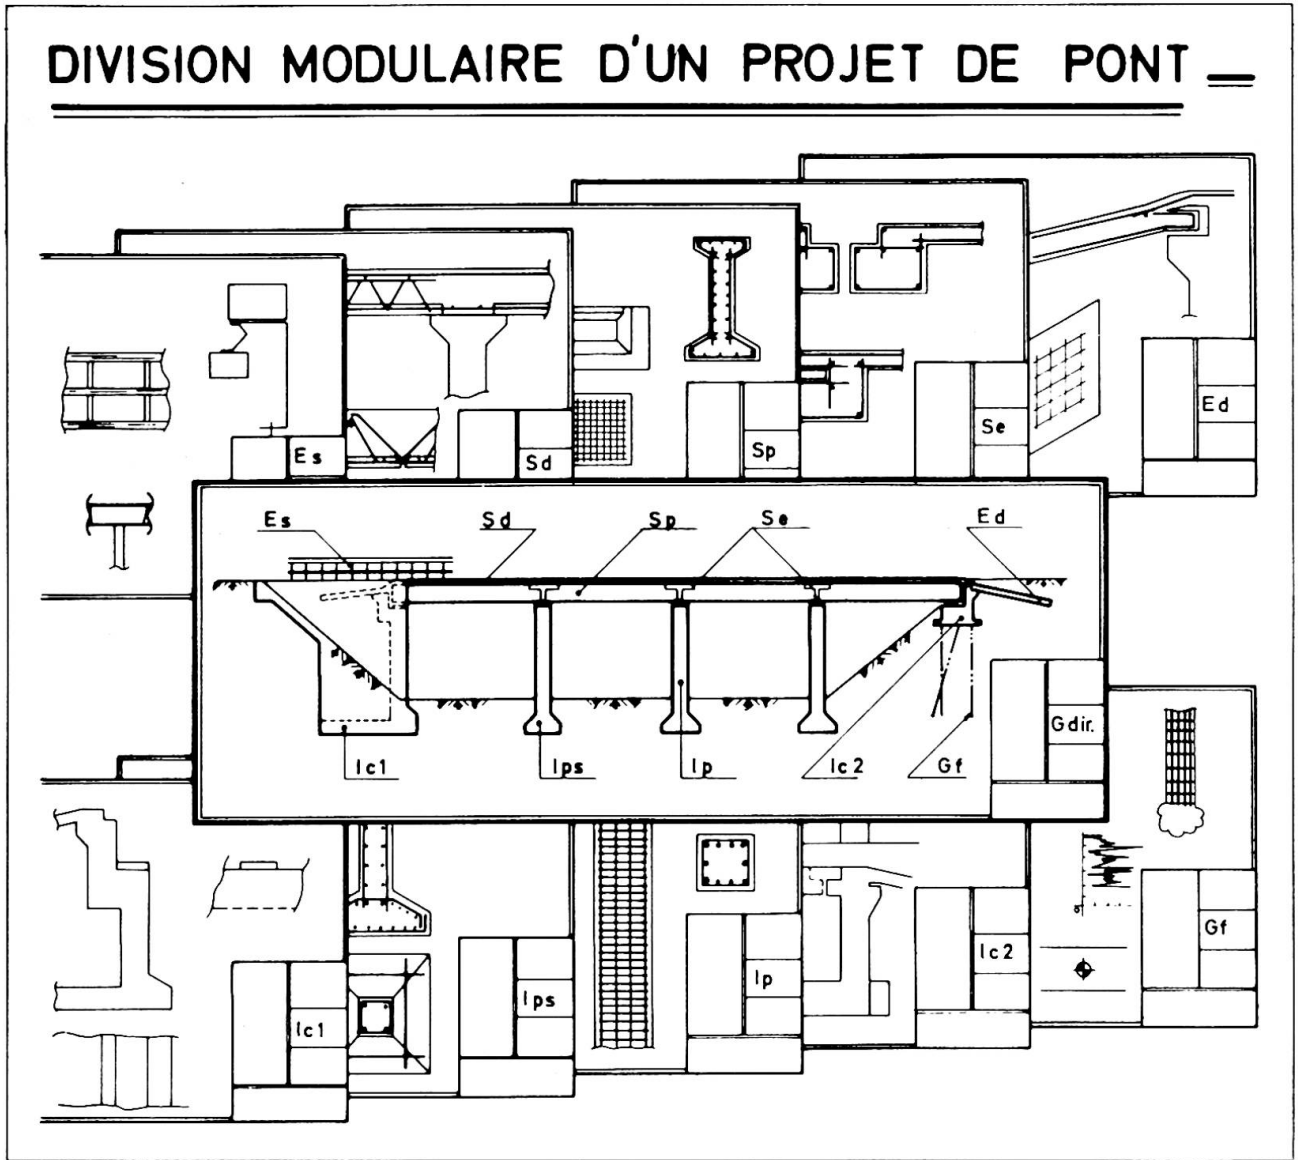 DIVISION MODULAIRE D'UN PROJET DE PONT
Es
Sd
Sp
Se
Ed
Es
Sd
Sp
Se
Ed
Ic1
Ips
Ip
Ic2
Gf
Gdir.
Ic1
Ips
Ip
Ic2
Gf